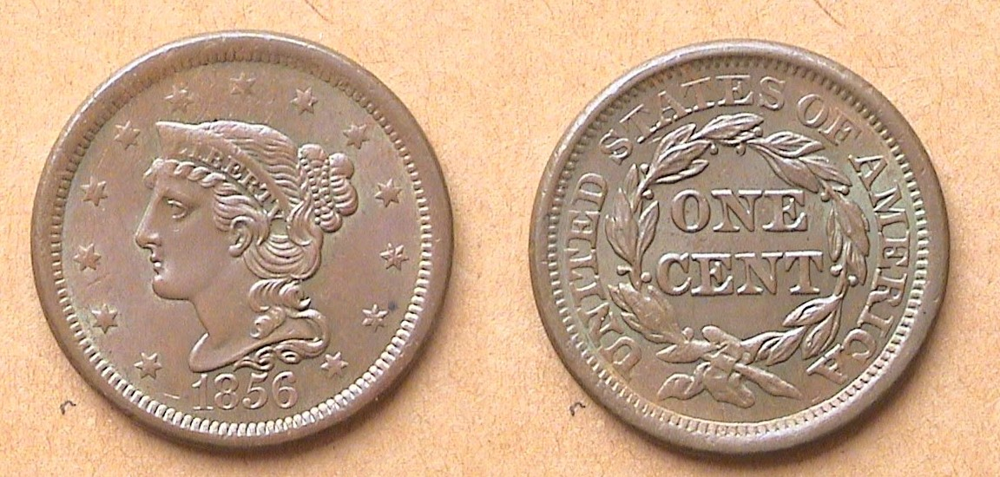 LIBERTY
1856
UNITED STATES OF AMERICA
ONE
CENT